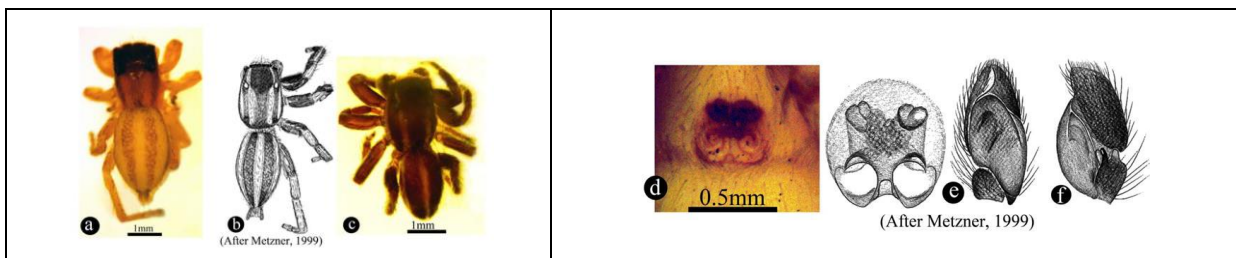 a
1mm
b
(After Metzner, 1999)
c
1mm
d
0.5mm
e
f
(After Metzner, 1999)